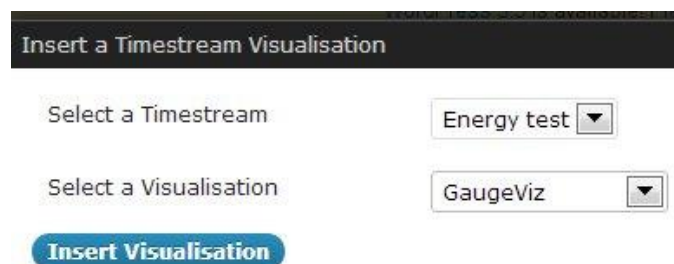 Insert a Timestream Visualisation
Select a Timestream
Energy test
Select a Visualisation
GaugeViz
Insert Visualisation